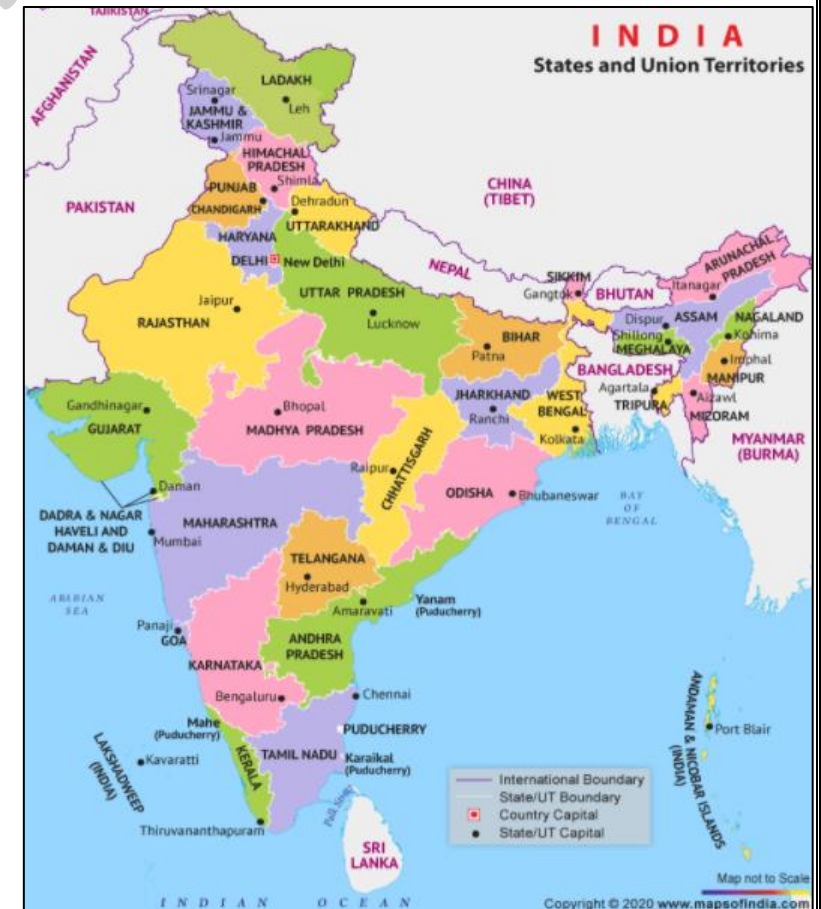 TAJIKISTAN
INDIA
States and Union Territories
AFGHANISTAN
LADAKH
Srinagar
Leh
JAMMU &
KASHMIR
Jammu
HIMACHAL
PRADESH
Shimla
PUNJAB
CHANDIGARH
Dehradun
UTTARAKHAND
CHINA
(TIBET)
PAKISTAN
HARYANA
DELHI
New Delhi
NEPAL
SIKKIM
Gangtok
BHUTAN
ARUNACHAL
PRADESH
Itanagar
Jaipur
RAJASTHAN
UTTAR PRADESH
Lucknow
BIHAR
Patna
Dispur
ASSAM
NAGALAND
Shillong
Kohima
MEGHALAYA
Imphal
MANIPUR
BANGLADESH
Agartala
TRIPURA
Aizawl
MIZORAM
MYANMAR
(BURMA)
Gandhinagar
GUJARAT
Bhopal
MADHYA PRADESH
JHARKHAND
Ranchi
WEST
BENGAL
Kolkata
Raipur
CHHATTISGARH
Daman
DADRA & NAGAR
HAVELI AND
DAMAN & DIU
MAHARASHTRA
Mumbai
ODISHA
Bhubaneswar
BAY
OF
BENGAL
TELANGANA
Hyderabad
ARABIAN
SEA
Amaravati
Yanam
(Puducherry)
Panaji
GOA
KARNATAKA
ANDHRA
PRADESH
Bengaluru
Chennai
Mahe
(Puducherry)
PUDUCHERRY
TAMIL NADU
Karaikal
(Puducherry)
KERALA
LAKSHADWEEP
(INDIA)
Kavaratti
Thiruvananthapuram
Palk Strait
SRI
LANKA
ANDAMAN & NICOBAR ISLANDS
(INDIA)
Port Blair
International Boundary
State/UT Boundary
Country Capital
State/UT Capital
Map not to Scale
INDIAN OCEAN
Copyright © 2020 www.mapsofindia.com